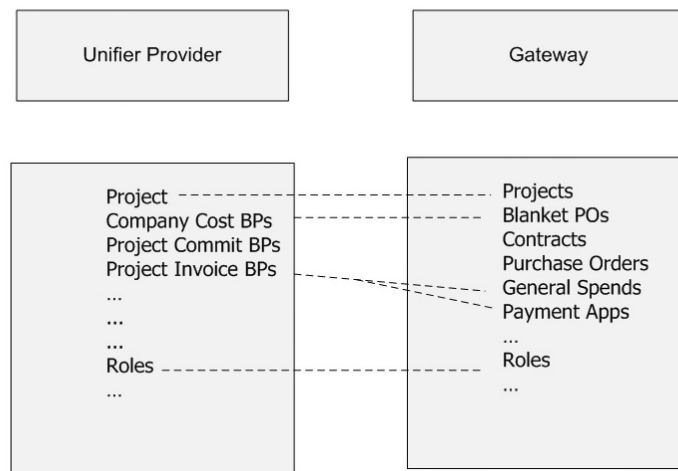 Unifier Provider
Gateway
Project
Company Cost BPs
Project Commit BPs
Project Invoice BPs
...
...
...
Roles
...
Projects
Blanket POs
Contracts
Purchase Orders
General Spends
Payment Apps
...
Roles
...